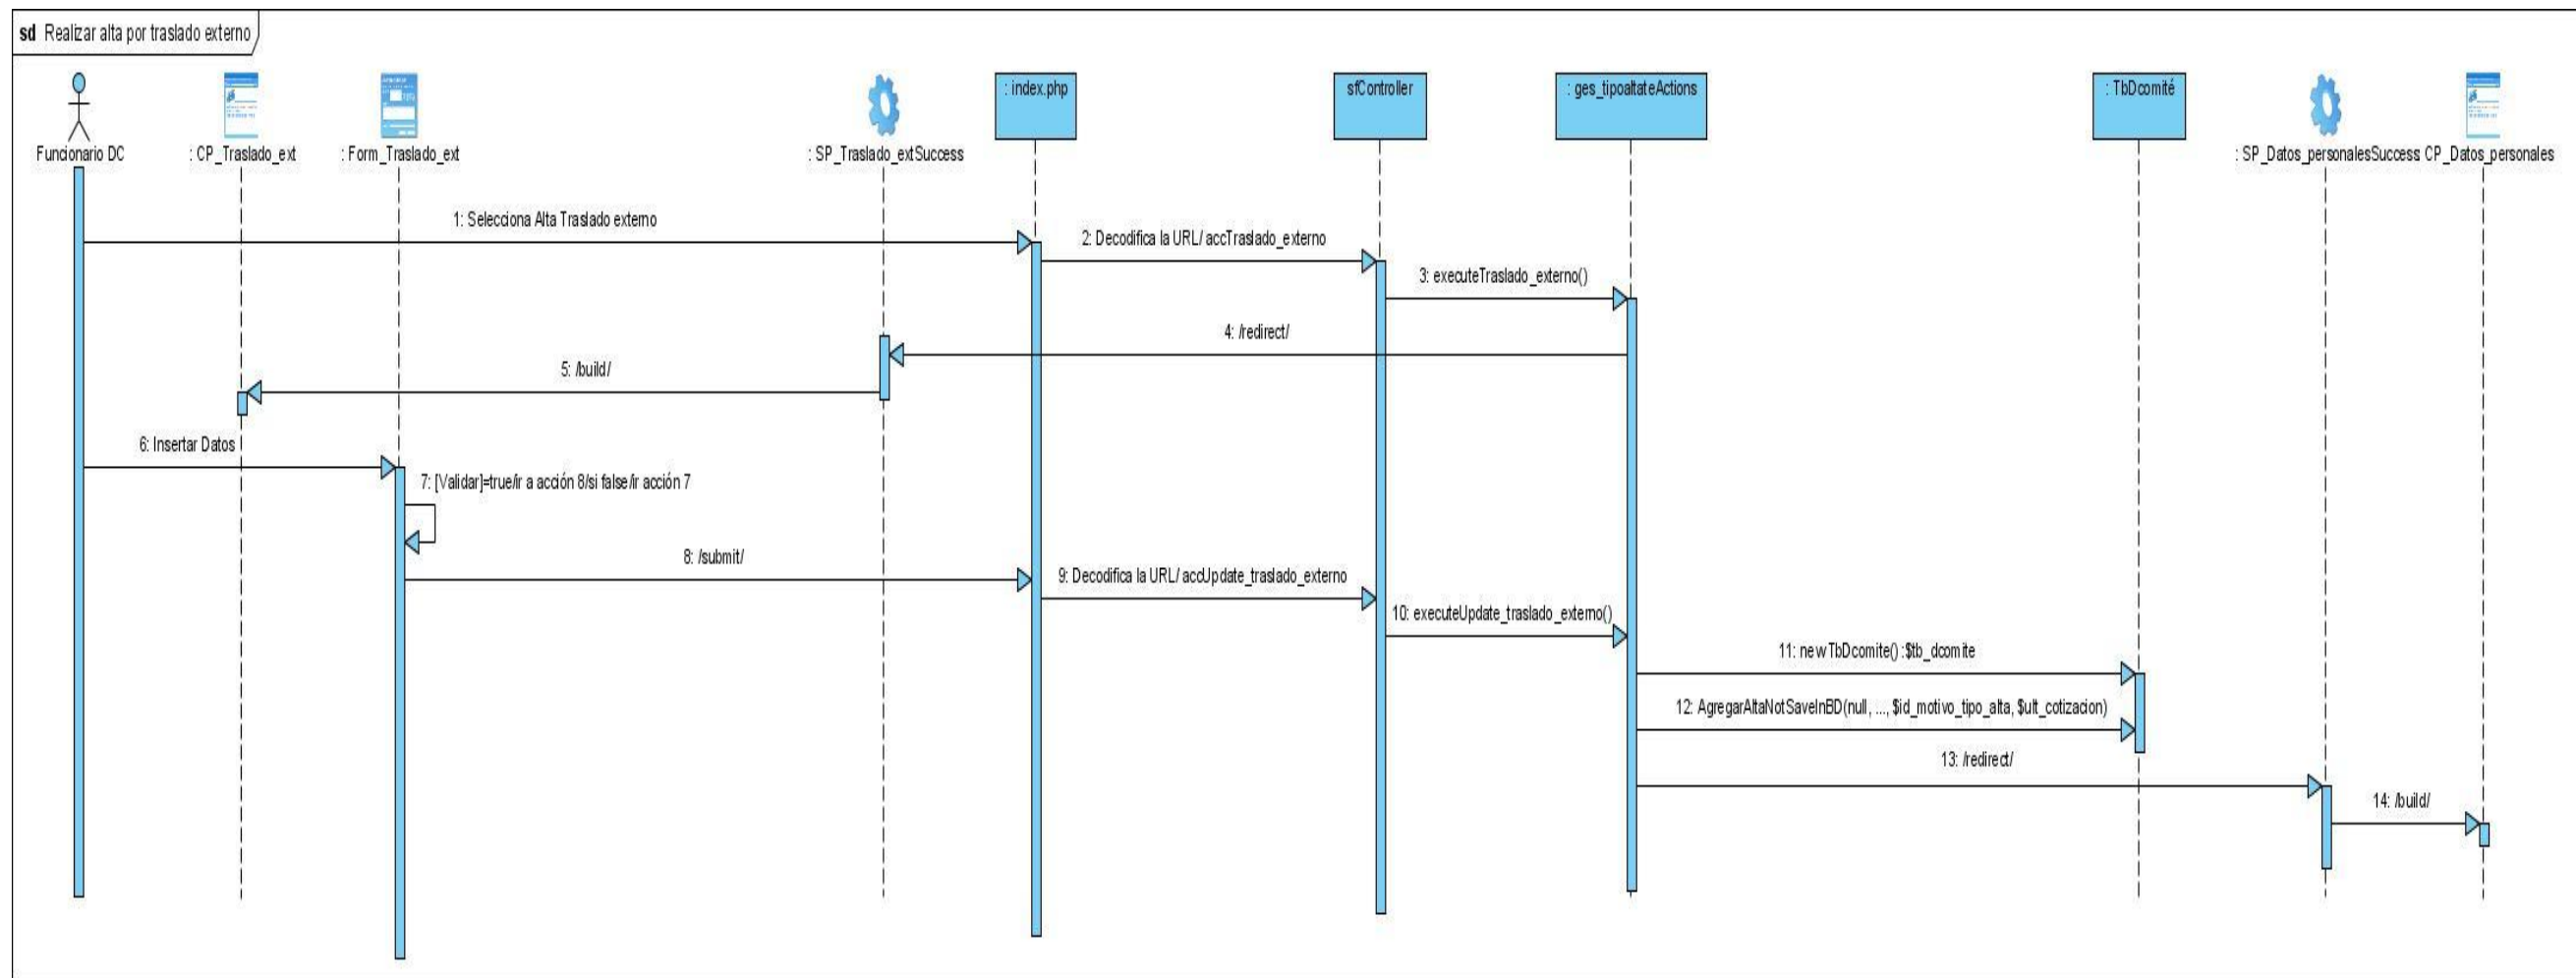 sd Realizar alta por traslado externo
: index.php
sfController
: ges_tipoaltateActions
: TbDcomité
Funcionario DC
: CP_Traslado_ext
: Form_Traslado_ext
: SP_Traslado_extSuccess
: SP_Datos_personalesSuccess
: CP_Datos_personales
1: Selecciona Alta Traslado externo
2: Decodifica la URL/ accTraslado_externo
3: executeTraslado_externo()
4: /redirect/
5: /build/
6: Insertar Datos
7: [Validar]=true/ir a acción 8/si false/ir acción 7
8: /submit/
9: Decodifica la URL/ accUpdate_traslado_externo
10: executeUpdate_traslado_externo()
11: new TbDcomite() :$tb_dcomite
12: AgregarAltaNotSaveInBD(null, ..., $id_motivo_tipo_alta, $ult_cotizacion)
13: /redirect/
14: /build/